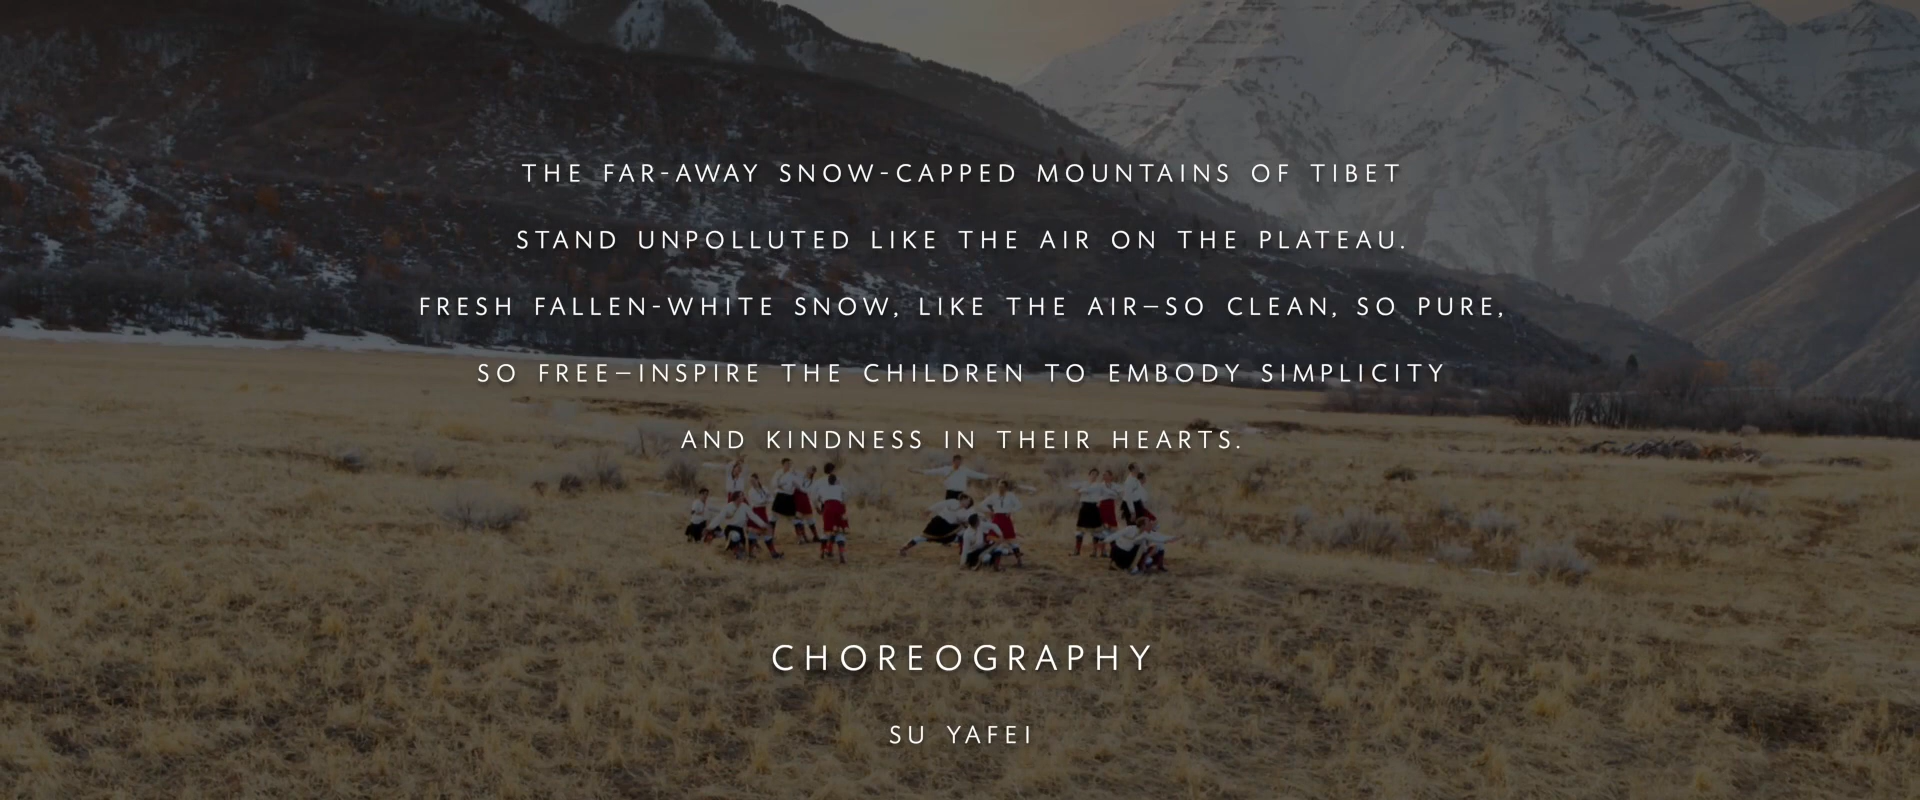 THE FAR-AWAY SNOW-CAPPED MOUNTAINS OF TIBET
STAND UNPOLLUTED LIKE THE AIR ON THE PLATEAU.
FRESH FALLEN-WHITE SNOW, LIKE THE AIR—SO CLEAN, SO PURE,
SO FREE—INSPIRE THE CHILDREN TO EMBODY SIMPLICITY
AND KINDNESS IN THEIR HEARTS.
CHOREOGRAPHY
SU YAFEI